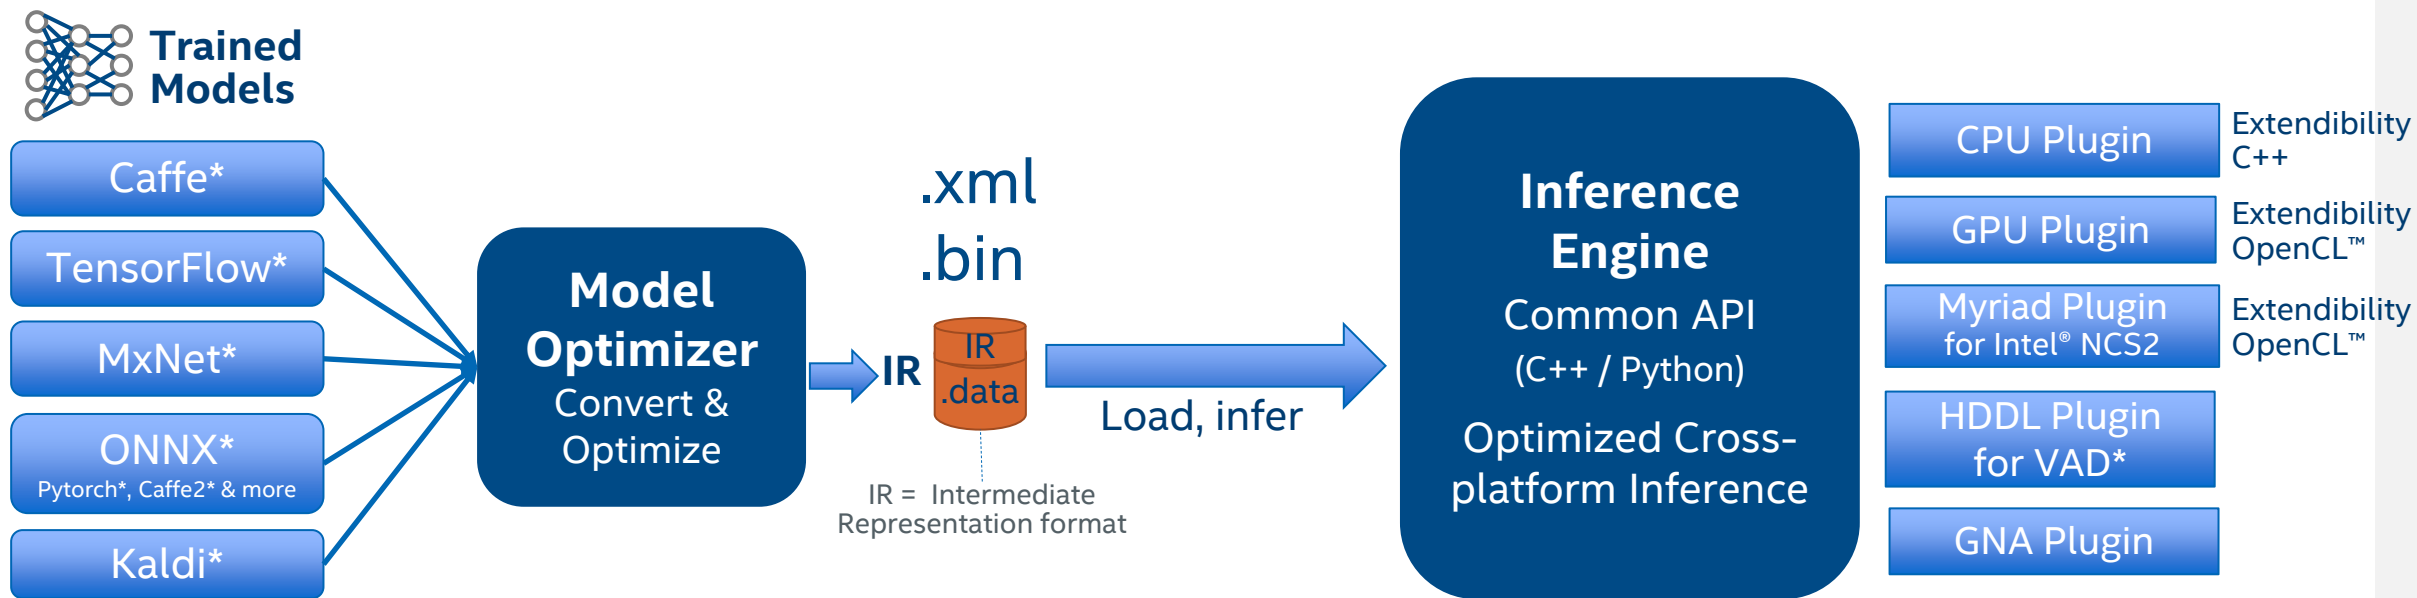 Trained
Models
Caffe*
TensorFlow*
MxNet*
ONNX*
Pytorch*, Caffe2* & more
Kaldi*
Model
Optimizer
Convert &
Optimize
.xml
.bin
IR
IR
.data
IR =  Intermediate
Representation format
Load, infer
Inference
Engine
Common API
(C++ / Python)
Optimized Cross-
platform Inference
CPU Plugin
Extendibility
C++
GPU Plugin
Extendibility
OpenCL™
Myriad Plugin
for Intel® NCS2
Extendibility
OpenCL™
HDDL Plugin
for VAD*
GNA Plugin